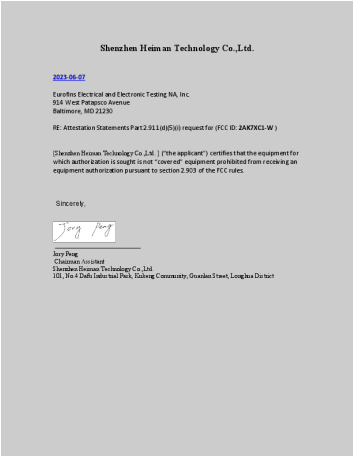 Shenzhen Heiman Technology Co.,Ltd.
2023-06-07
Eurofins Electrical and Electronic Testing NA, Inc.
914 West Patapsco Avenue
Baltimore, MD 21230
RE: Attestation Statements Part 2.911(d)(5)(i) request for (FCC ID: 2AK7XC1-W )
[Shenzhen Heiman Technology Co.,Ltd. ] ("the applicant") certifies that the equipment for
which authorization is sought is not "covered" equipment prohibited from receiving an
equipment authorization pursuant to section 2.903 of the FCC rules.
Sincerely,
Jory Peng
Jory Peng
Chairman Assistant
Shenzhen Heiman Technology Co.,Ltd.
101, No.4 Dafu Industrial Park, Kukeng Community, Guanlan Street, Longhua District